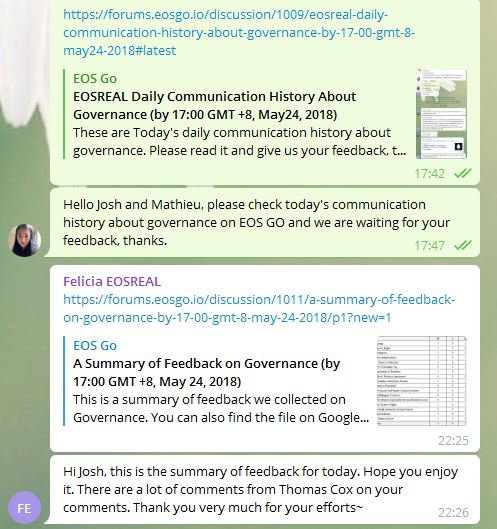 https://forums.eosgo.io/discussion/1009/eosreal-daily-
communication-history-about-governance-by-17-00-gmt-8-
may24-2018#latest
EOS Go
EOSREAL Daily Communication History About
Governance (by 17:00 GMT +8, May24, 2018)
These are Today's daily communication history about
governance. Please read it and give us your feedback, t...
17:42
Hello Josh and Mathieu, please check today's communication
history about governance on EOS GO and we are waiting for your
feedback, thanks.
17:47
Felicia EOSREAL
https://forums.eosgo.io/discussion/1011/a-summary-of-feedback-
on-governance-by-17-00-gmt-8-may-24-2018/p1?new=1
EOS Go
A Summary of Feedback on Governance (by
17:00 GMT +8, May 24, 2018)
This is a summary of feedback we collected on
Governance. You can also find the file on Google...
22:25
Hi Josh, this is the summary of feedback for today. Hope you enjoy
it. There are a lot of comments from Thomas Cox on your
comments. Thank you very much for your efforts~
FE
22:26